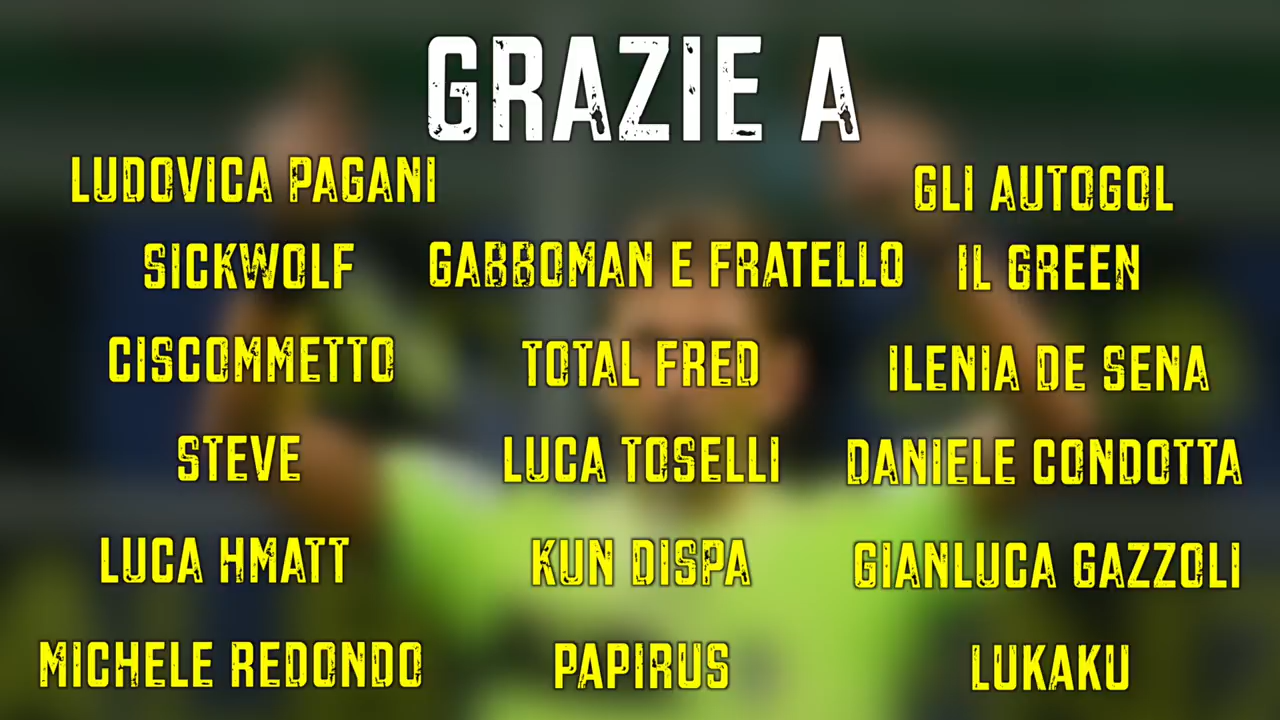 GRAZIE A
LUDOVICA PAGANI
GLI AUTOGOL
SICKWOLF
GABBOMAN E FRATELLO
IL GREEN
CISCOMMETTO
TOTAL FRED
ILENIA DE SENA
STEVE
LUCA TOSELLI
DANIELE CONDOTTA
LUCA HMATT
KUN DISPA
GIANLUCA GAZZOLI
MICHELE REDONDO
PAPIRUS
LUKAKU